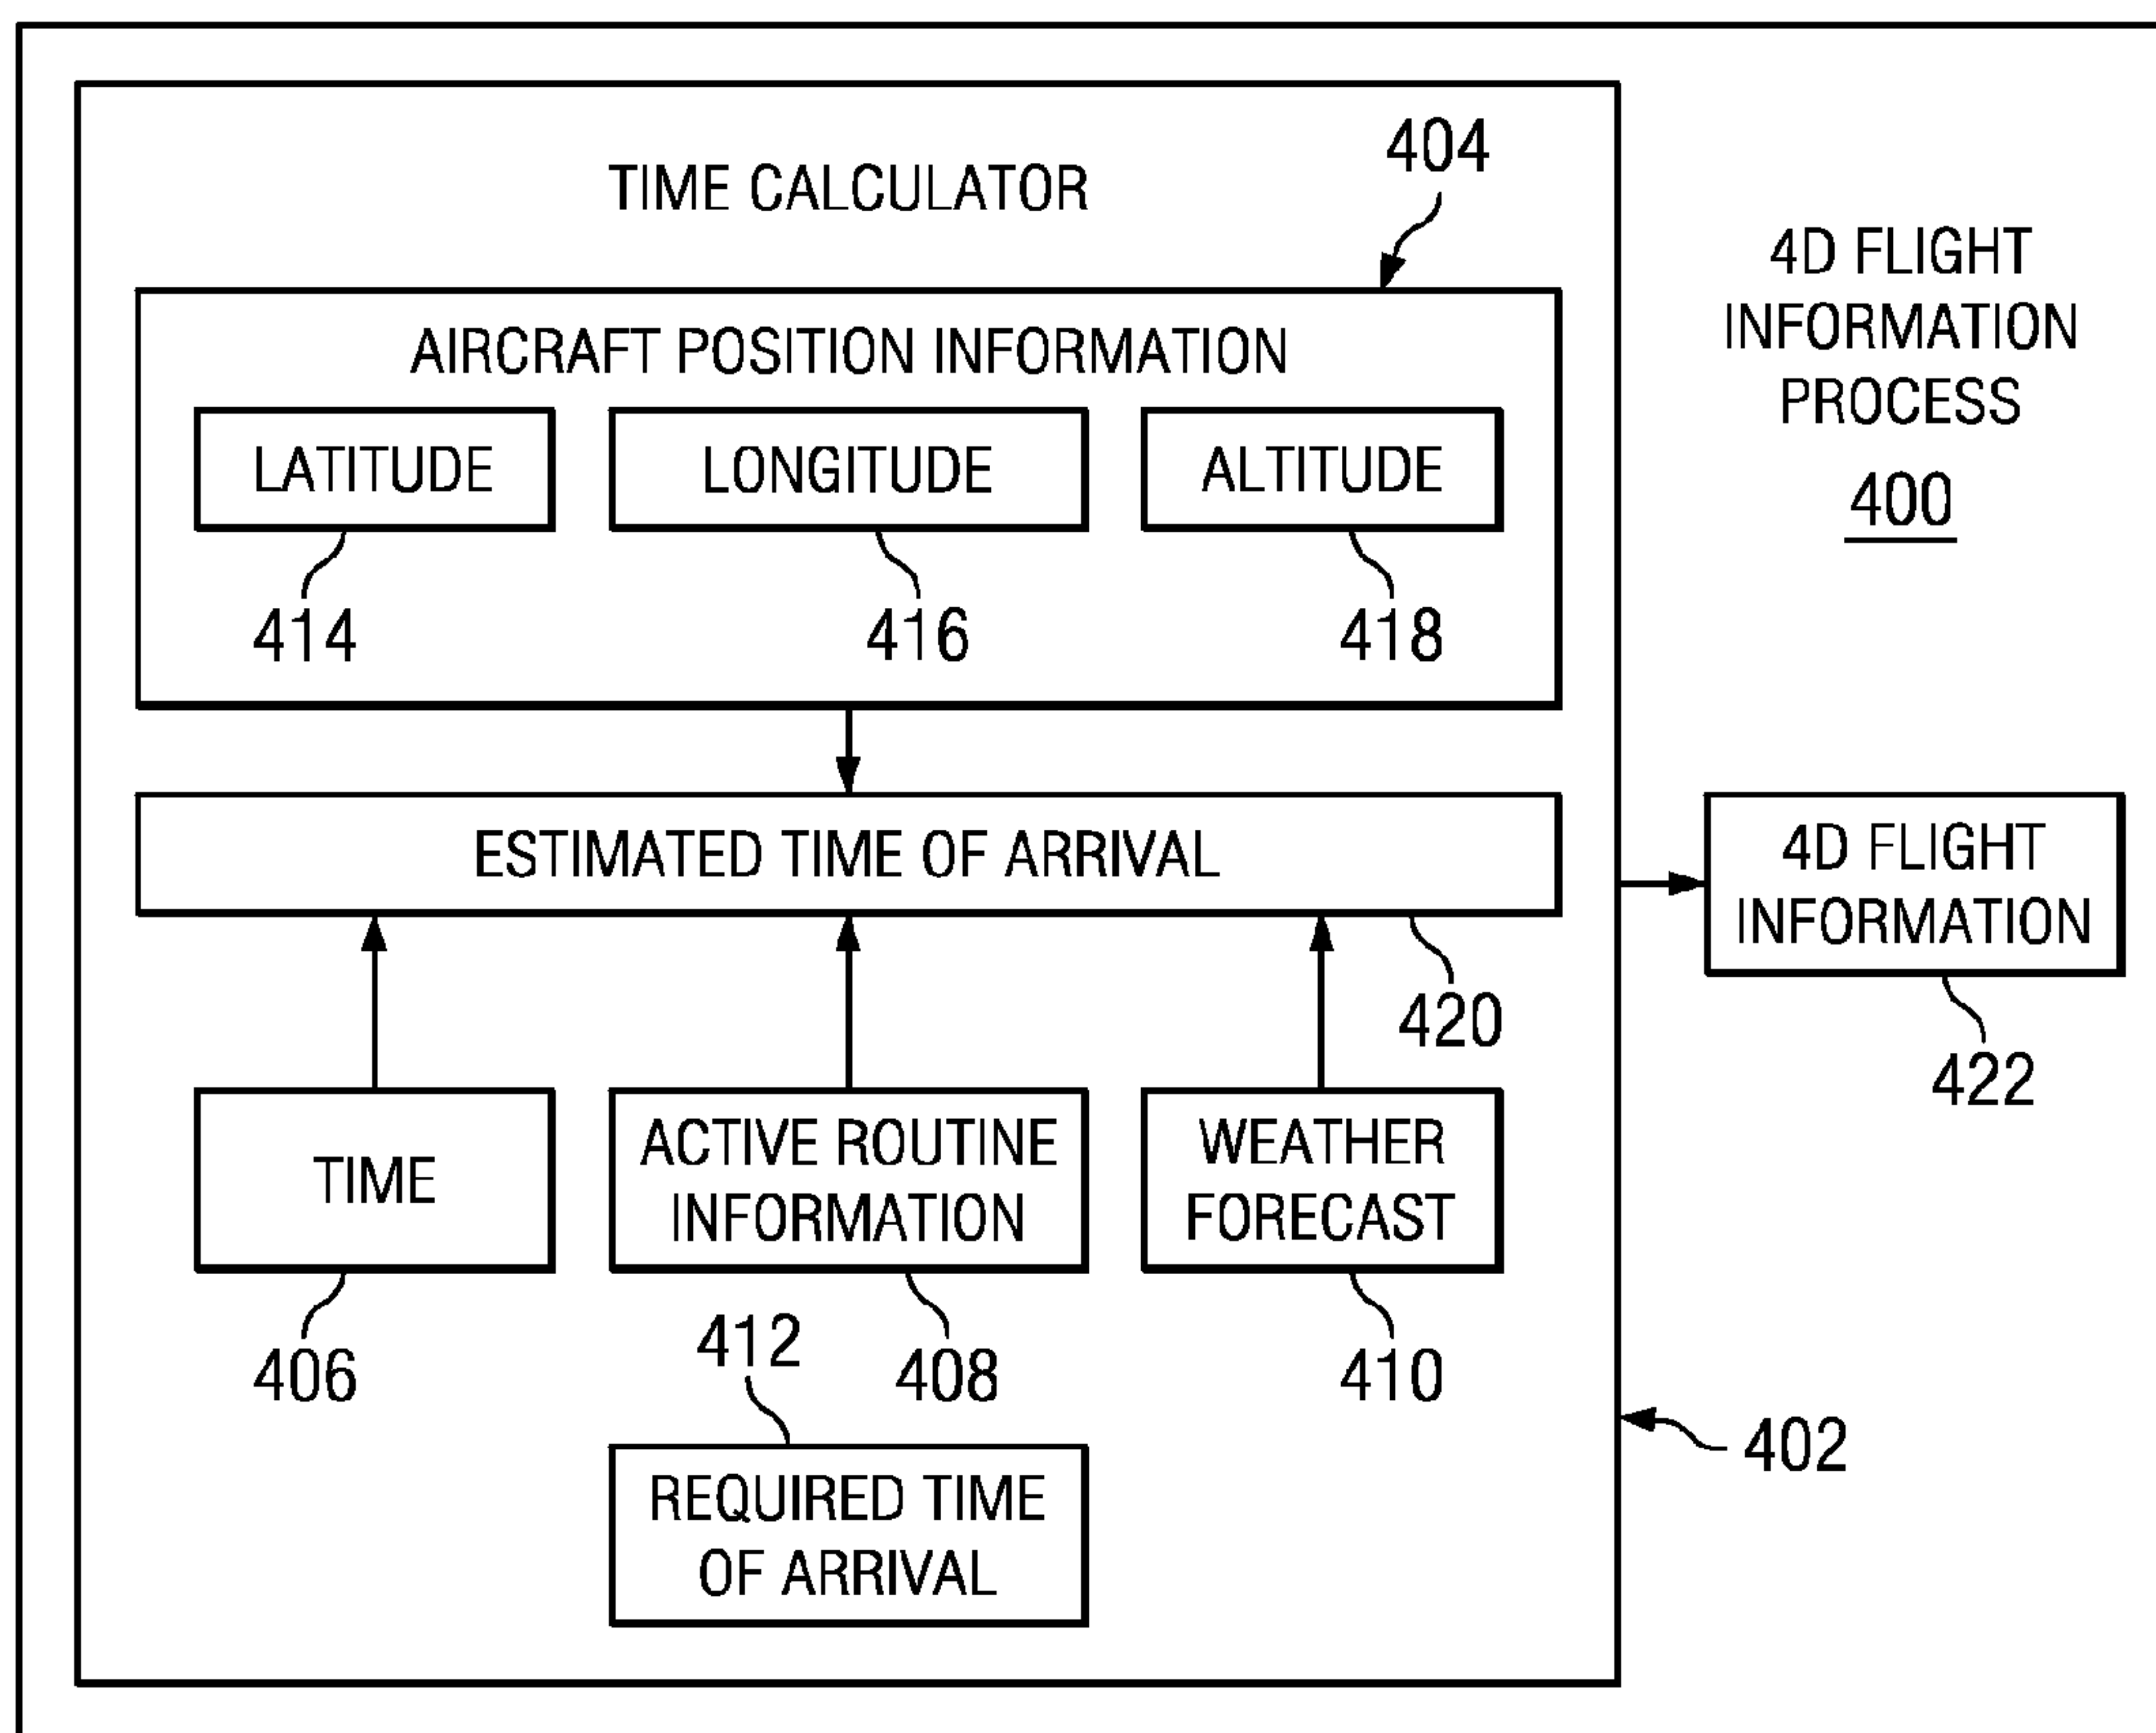 TIME CALCULATOR
404
AIRCRAFT POSITION INFORMATION
LATITUDE
LONGITUDE
ALTITUDE
414
416
418
ESTIMATED TIME OF ARRIVAL
420
TIME
406
ACTIVE ROUTINE
INFORMATION
408
WEATHER
FORECAST
410
412
REQUIRED TIME
OF ARRIVAL
402
4D FLIGHT
INFORMATION
PROCESS
400
4D FLIGHT
INFORMATION
422